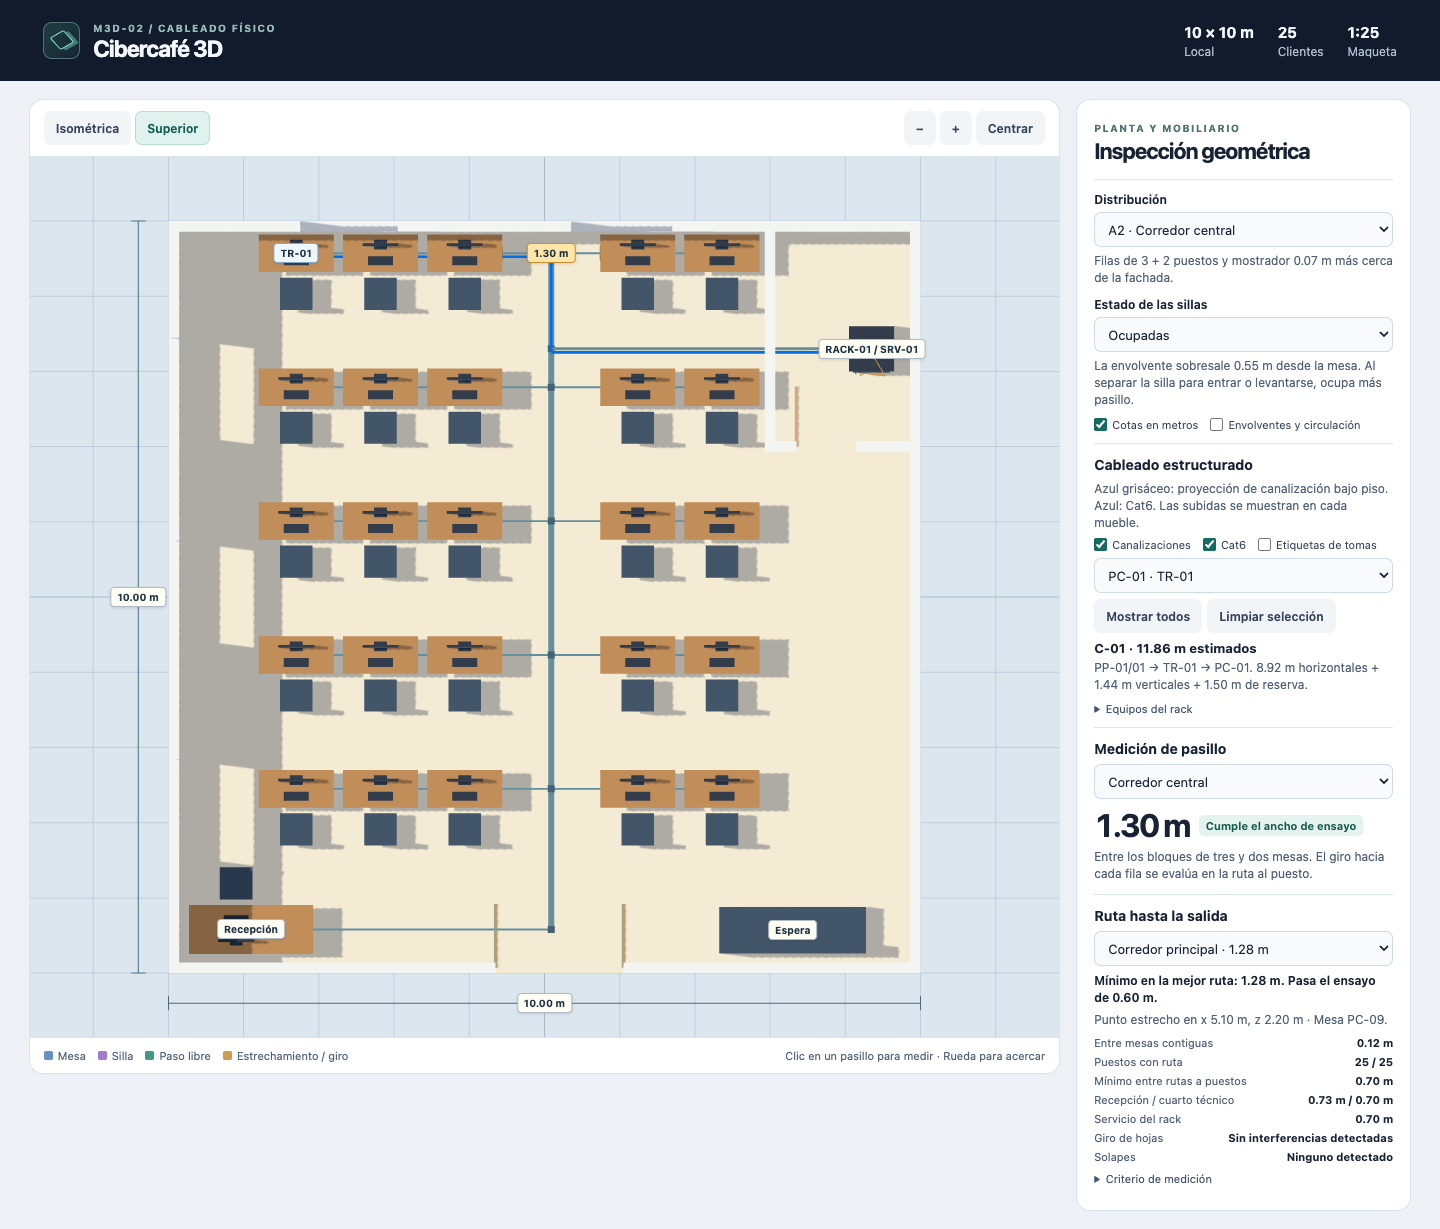 M3D-02 / CABLEADO FÍSICO
Cibercafé 3D
10 × 10 m
Local
25
Clientes
1:25
Maqueta
Isométrica
Superior
−
+
Centrar
TR-01
1.30 m
RACK-01 / SRV-01
10.00 m
Recepción
Espera
10.00 m
Mesa
Silla
Paso libre
Estrechamiento / giro
Clic en un pasillo para medir · Rueda para acercar
PLANTA Y MOBILIARIO
Inspección geométrica
Distribución
A2 · Corredor central
Filas de 3 + 2 puestos y mostrador 0.07 m más cerca
de la fachada.
Estado de las sillas
Ocupadas
La envolvente sobresale 0.55 m desde la mesa. Al
separar la silla para entrar o levantarse, ocupa más
pasillo.
Cotas en metros
Envolventes y circulación
Cableado estructurado
Azul grisáceo: proyección de canalización bajo piso.
Azul: Cat6. Las subidas se muestran en cada
mueble.
Canalizaciones
Cat6
Etiquetas de tomas
PC-01 · TR-01
Mostrar todos
Limpiar selección
C-01 · 11.86 m estimados
PP-01/01 → TR-01 → PC-01. 8.92 m horizontales +
1.44 m verticales + 1.50 m de reserva.
Equipos del rack
Medición de pasillo
Corredor central
1.30 m
Cumple el ancho de ensayo
Entre los bloques de tres y dos mesas. El giro hacia
cada fila se evalúa en la ruta al puesto.
Ruta hasta la salida
Corredor principal · 1.28 m
Mínimo en la mejor ruta: 1.28 m. Pasa el ensayo
de 0.60 m.
Punto estrecho en x 5.10 m, z 2.20 m · Mesa PC-09.
Entre mesas contiguas 0.12 m
Puestos con ruta 25 / 25
Mínimo entre rutas a puestos 0.70 m
Recepción / cuarto técnico 0.73 m / 0.70 m
Servicio del rack 0.70 m
Giro de hojas Sin interferencias detectadas
Solapes Ninguno detectado
Criterio de medición